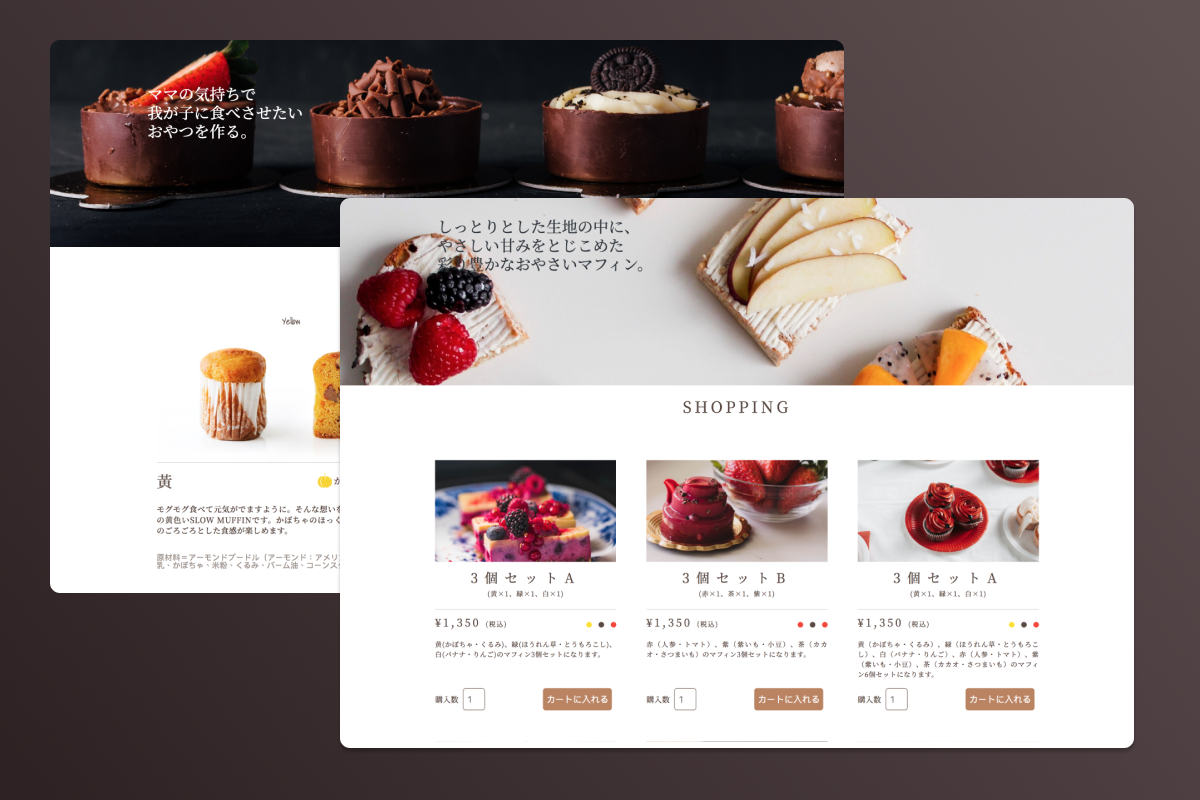 ママの気持ちで
我が子に食べさせたい
おやつを作る。
Yellow
黄
か
モグモグ食べて元気がでますように。そんな想いを
の黄色いSLOW MUFFINです。かぼちゃのほっく
のごろごろとした食感が楽しめます。
原材料＝アーモンドプードル（アーモンド：アメリ
乳・かぼちゃ・米粉・くるみ・パーム油・コーンス
しっとりとした生地の中に、
やさしい甘みをとじこめた
彩り豊かなおやさいマフィン。
SHOPPING
3個セットA
(黄×1、緑×1、白×1)
¥1,350 (税込)
黄(かぼちゃ・くるみ)、緑(ほうれん草・とうもろこし)、
白(バナナ・りんご)のマフィン3個セットになります。
購入数 1 カートに入れる
3個セットB
(赤×1、茶×1、紫×1)
¥1,350 (税込)
赤（人参・トマト）、紫（紫いも・小豆）、茶（カカ
オ・さつまいも）のマフィン3個セットになります。
購入数 1 カートに入れる
3個セットA
(黄×1、緑×1、白×1)
¥1,350 (税込)
黄（かぼちゃ・くるみ）、緑（ほうれん草・とうもろこ
し）、白（バナナ・りんご）、赤（人参・トマト）、紫
（紫いも・小豆）、茶（カカオ・さつまいも）のマフィ
ン6個セットになります。
購入数 1 カートに入れる